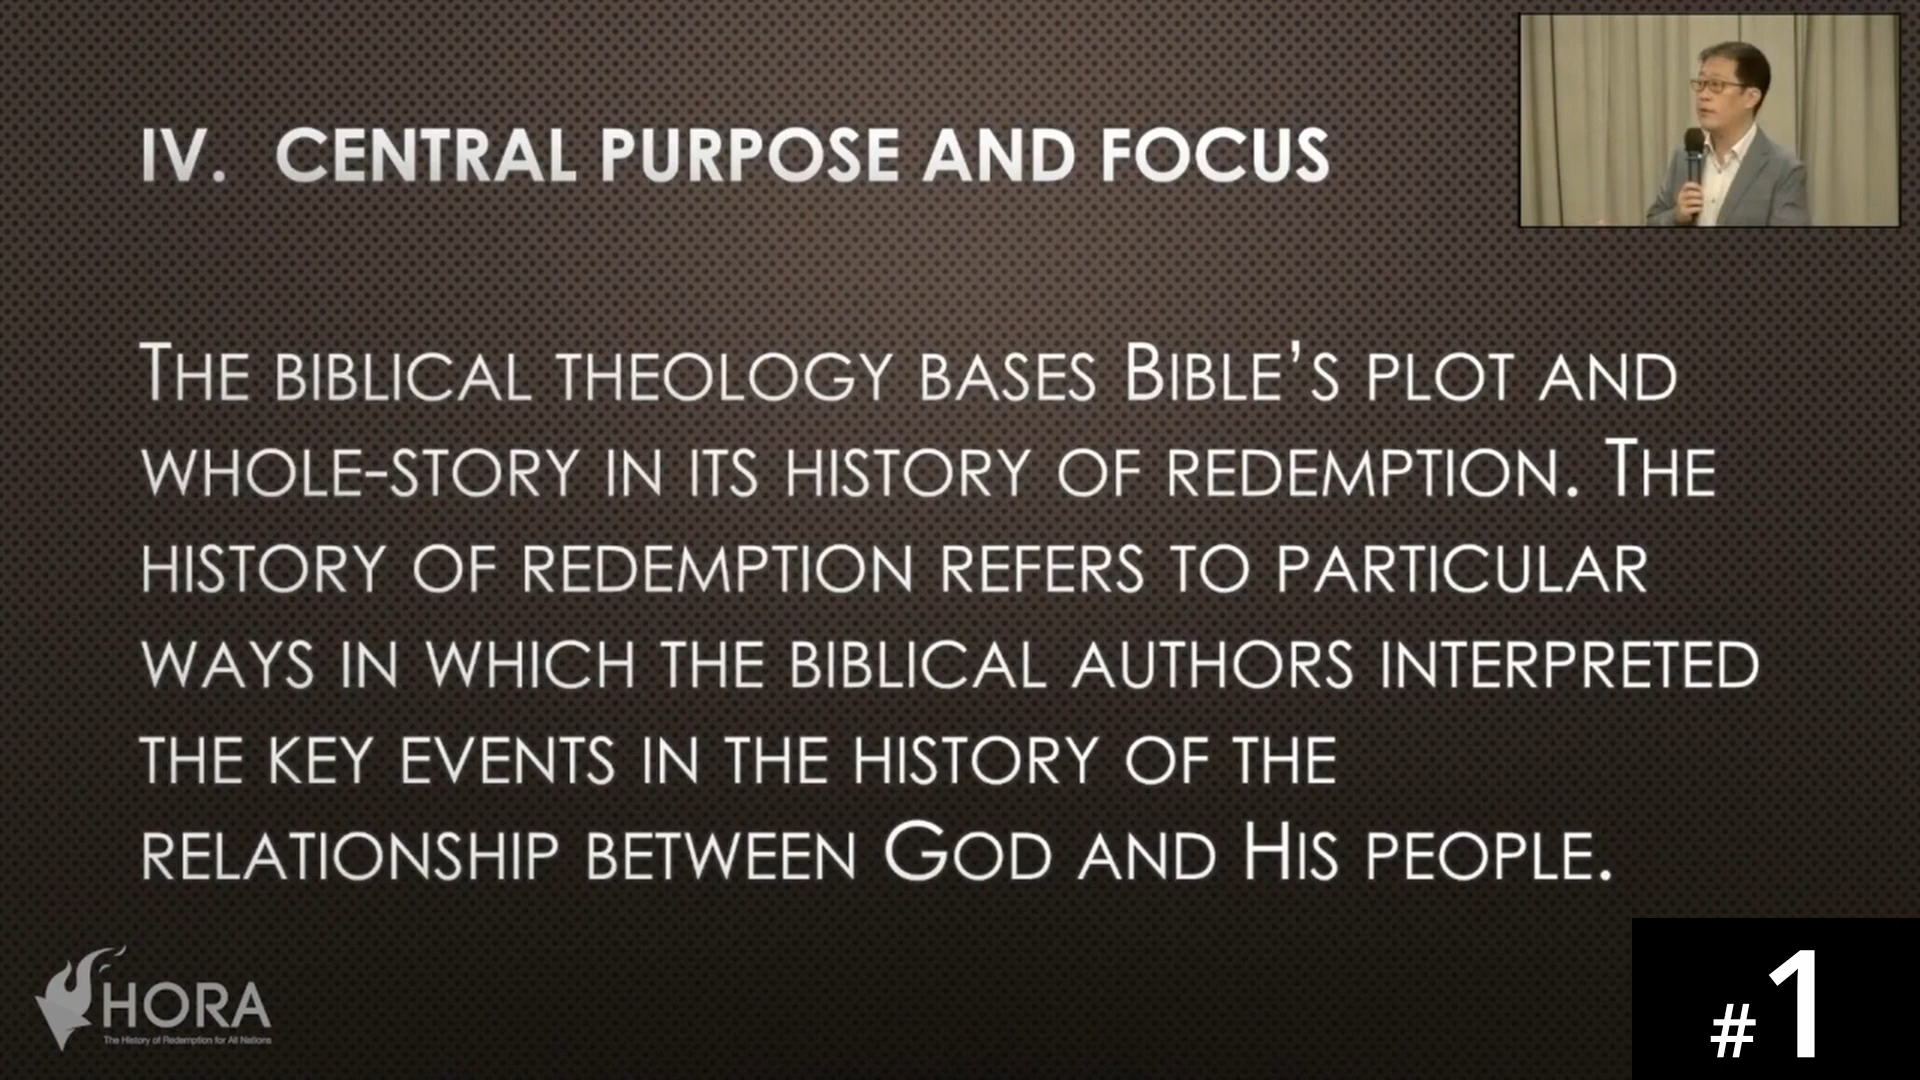 IV. CENTRAL PURPOSE AND FOCUS
THE BIBLICAL THEOLOGY BASES BIBLE’S PLOT AND
WHOLE-STORY IN ITS HISTORY OF REDEMPTION. THE
HISTORY OF REDEMPTION REFERS TO PARTICULAR
WAYS IN WHICH THE BIBLICAL AUTHORS INTERPRETED
THE KEY EVENTS IN THE HISTORY OF THE
RELATIONSHIP BETWEEN GOD AND HIS PEOPLE.
HORA
The History of Redemption for All Nations
#1